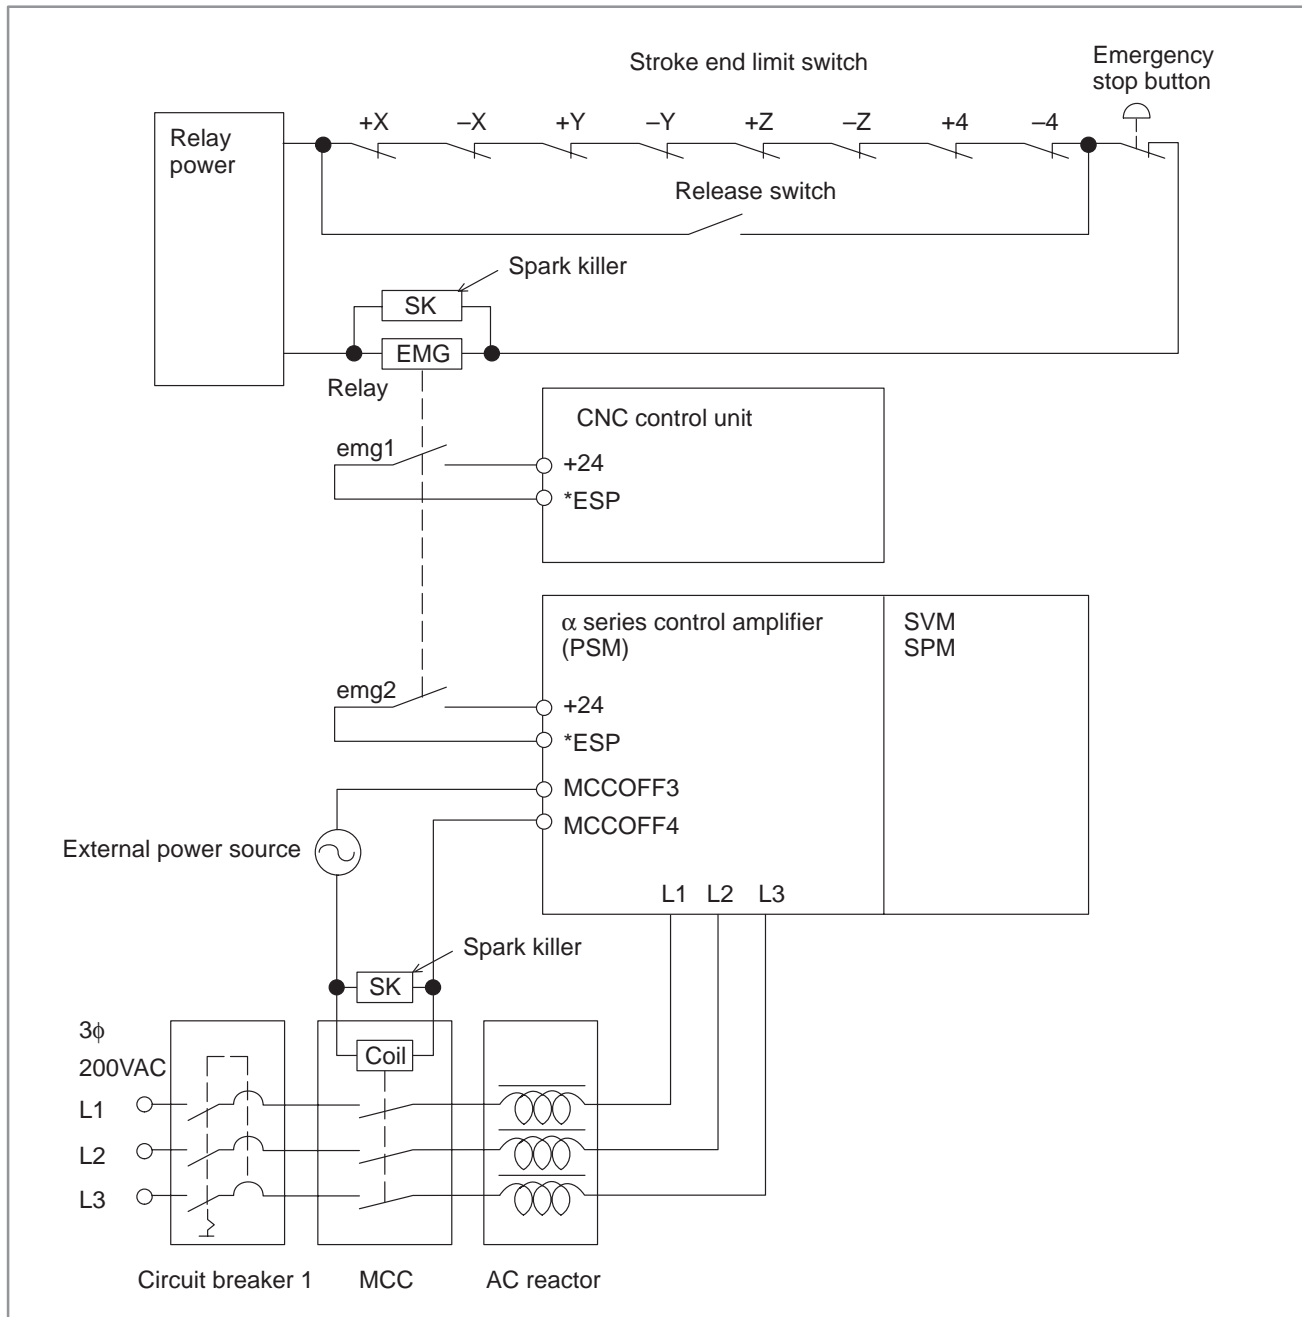 Stroke end limit switch
Emergency
stop button
+X
–X
+Y
–Y
+Z
–Z
+4
–4
Relay
power
Release switch
Spark killer
SK
EMG
Relay
CNC control unit
emg1
+24
*ESP
α series control amplifier
(PSM)
SVM
SPM
emg2
+24
*ESP
MCCOFF3
MCCOFF4
External power source
L1
L2
L3
Spark killer
SK
3ϕ
200VAC
Coil
L1
L2
L3
Circuit breaker 1
MCC
AC reactor